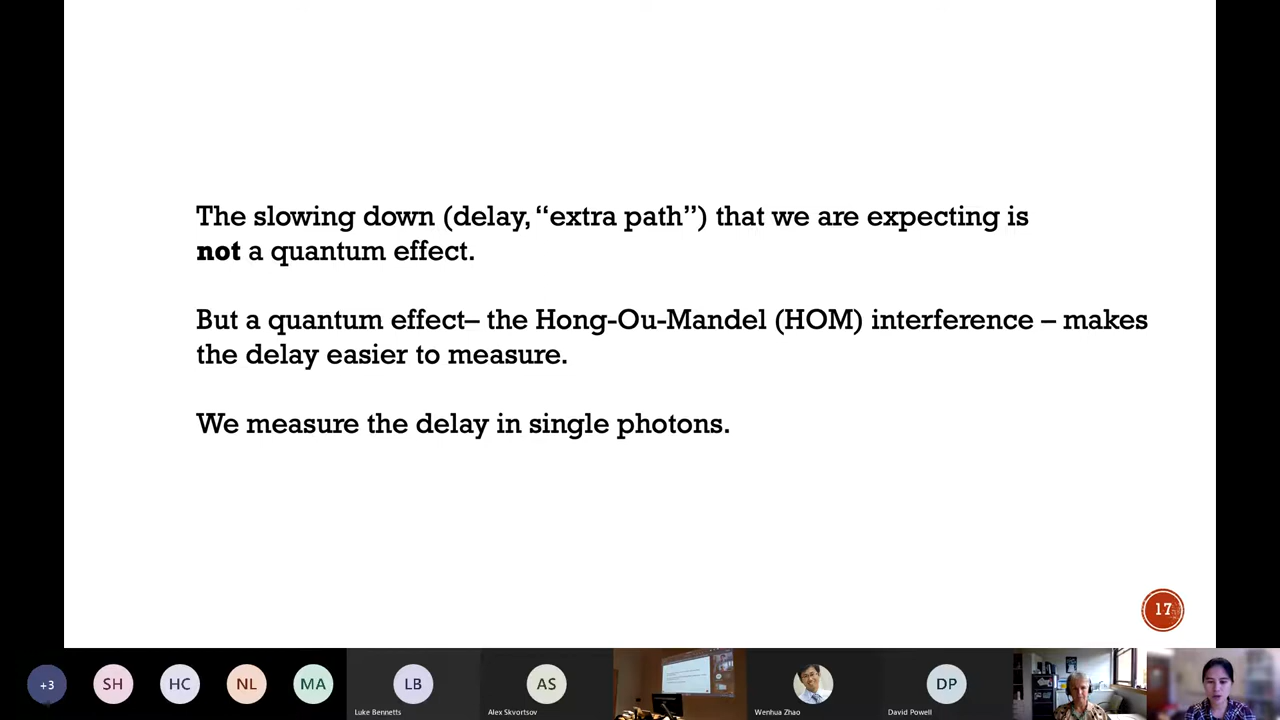 The slowing down (delay, “extra path”) that we are expecting is
not a quantum effect.
But a quantum effect– the Hong-Ou-Mandel (HOM) interference – makes
the delay easier to measure.
We measure the delay in single photons.
17
+3
SH
HC
NL
MA
LB
AS
DP
Luke Bennetts
Alex Skvortsov
Wenhua Zhao
David Powell